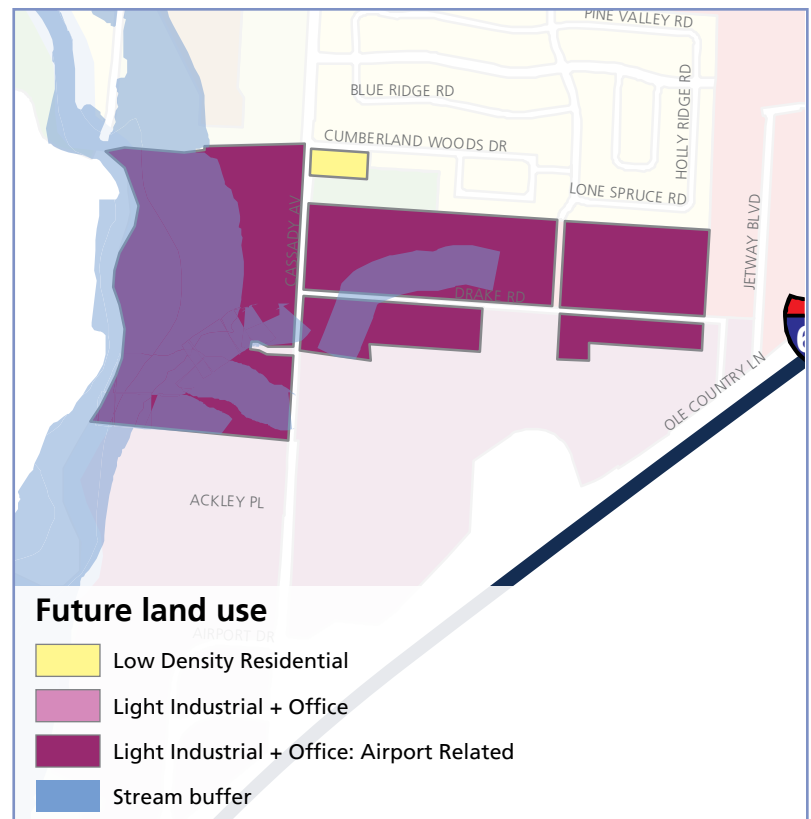 PINE VALLEY RD
BLUE RIDGE RD
HOLLY RIDGE RD
CUMBERLAND WOODS DR
LONE SPRUCE RD
JETWAY BLVD
CASSADY AV
DRAKE RD
6
OLE COUNTRY LN
ACKLEY PL
Future land use
AIRPORT DR
Low Density Residential
Light Industrial + Office
Light Industrial + Office: Airport Related
Stream buffer